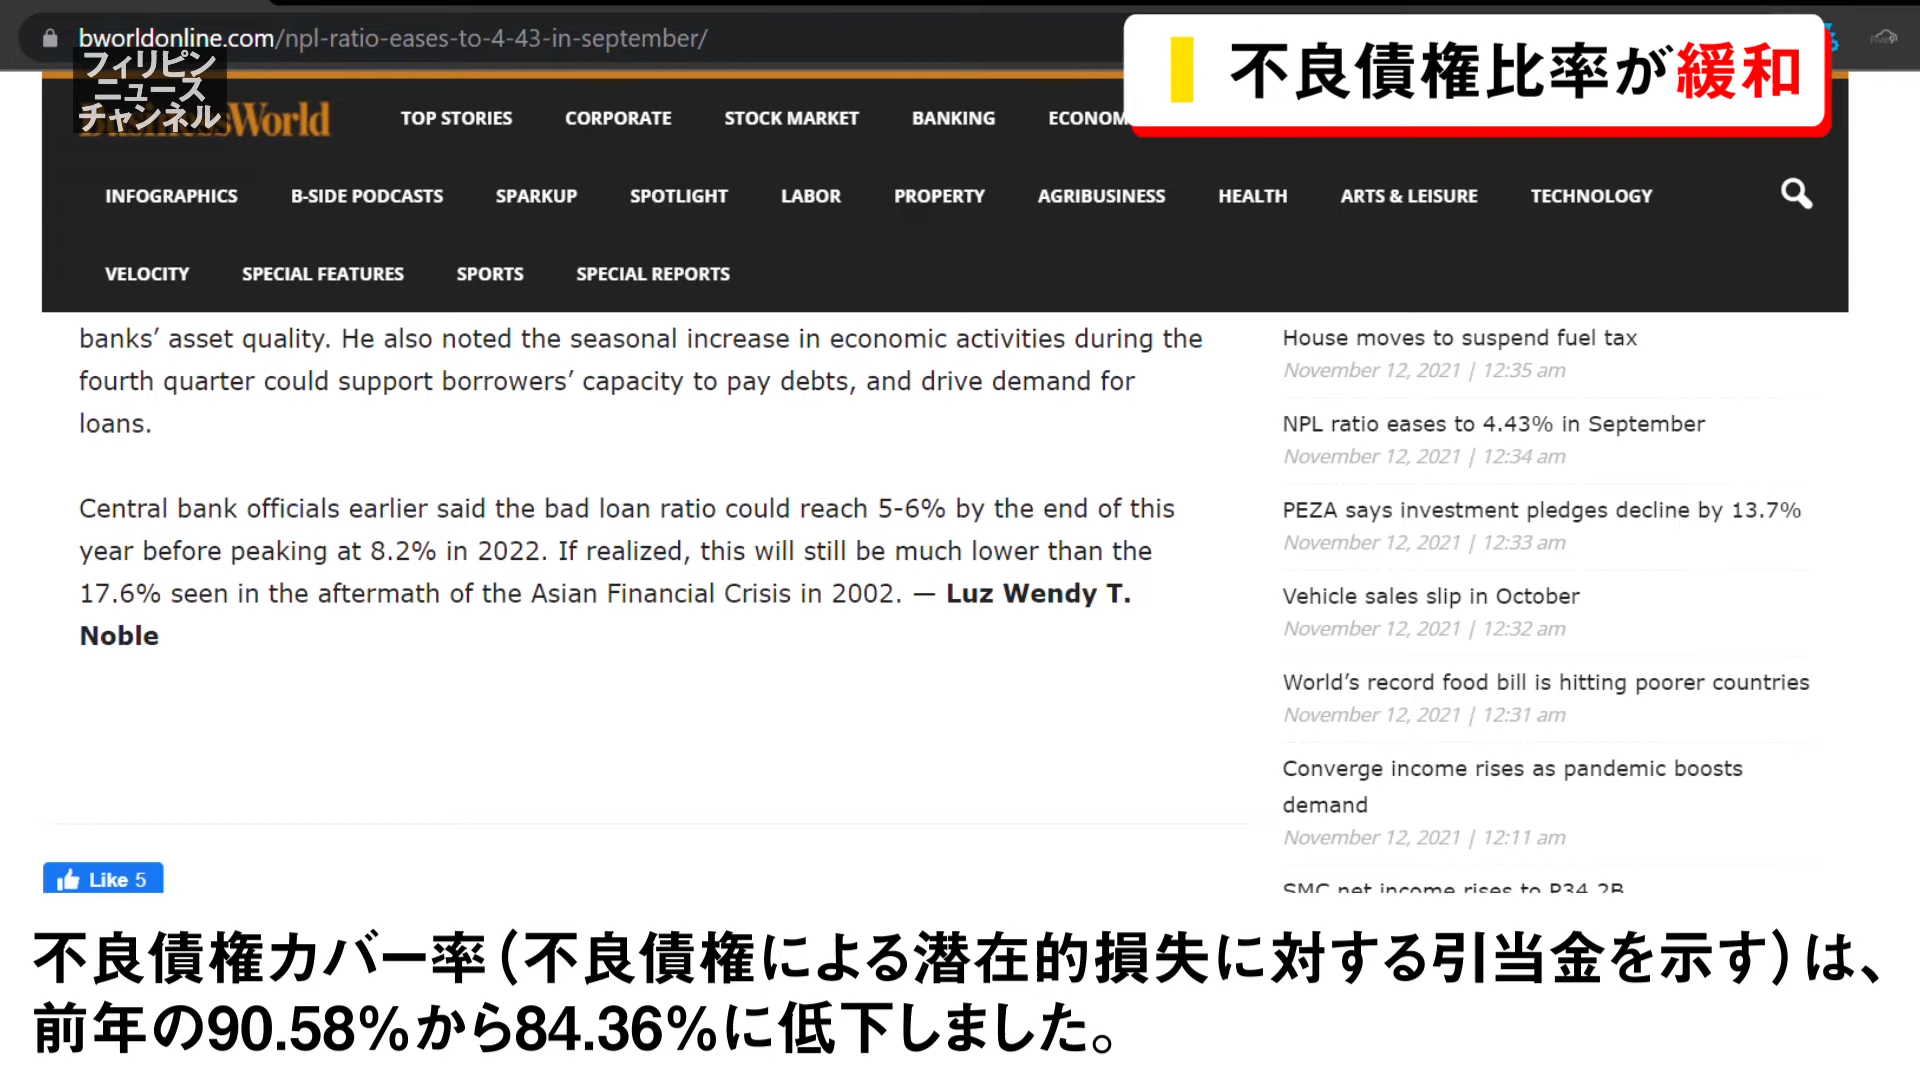 bworldonline.com/npl-ratio-eases-to-4-43-in-september/
不良債権比率が緩和
フィリピン
ニュース
チャンネル
BusinessWorld
TOP STORIES CORPORATE STOCK MARKET BANKING ECONOM
INFOGRAPHICS B-SIDE PODCASTS SPARKUP SPOTLIGHT LABOR PROPERTY AGRIBUSINESS HEALTH ARTS & LEISURE TECHNOLOGY
VELOCITY SPECIAL FEATURES SPORTS SPECIAL REPORTS
banks’ asset quality. He also noted the seasonal increase in economic activities during the
fourth quarter could support borrowers’ capacity to pay debts, and drive demand for
loans.
Central bank officials earlier said the bad loan ratio could reach 5-6% by the end of this
year before peaking at 8.2% in 2022. If realized, this will still be much lower than the
17.6% seen in the aftermath of the Asian Financial Crisis in 2002. — Luz Wendy T.
Noble
Like 5
House moves to suspend fuel tax
November 12, 2021 | 12:35 am
NPL ratio eases to 4.43% in September
November 12, 2021 | 12:34 am
PEZA says investment pledges decline by 13.7%
November 12, 2021 | 12:33 am
Vehicle sales slip in October
November 12, 2021 | 12:32 am
World’s record food bill is hitting poorer countries
November 12, 2021 | 12:31 am
Converge income rises as pandemic boosts
demand
November 12, 2021 | 12:11 am
SMC net income rises to P34.2B
不良債権カバー率(不良債権による潜在的損失に対する引当金を示す)は、
前年の90.58%から84.36%に低下しました。